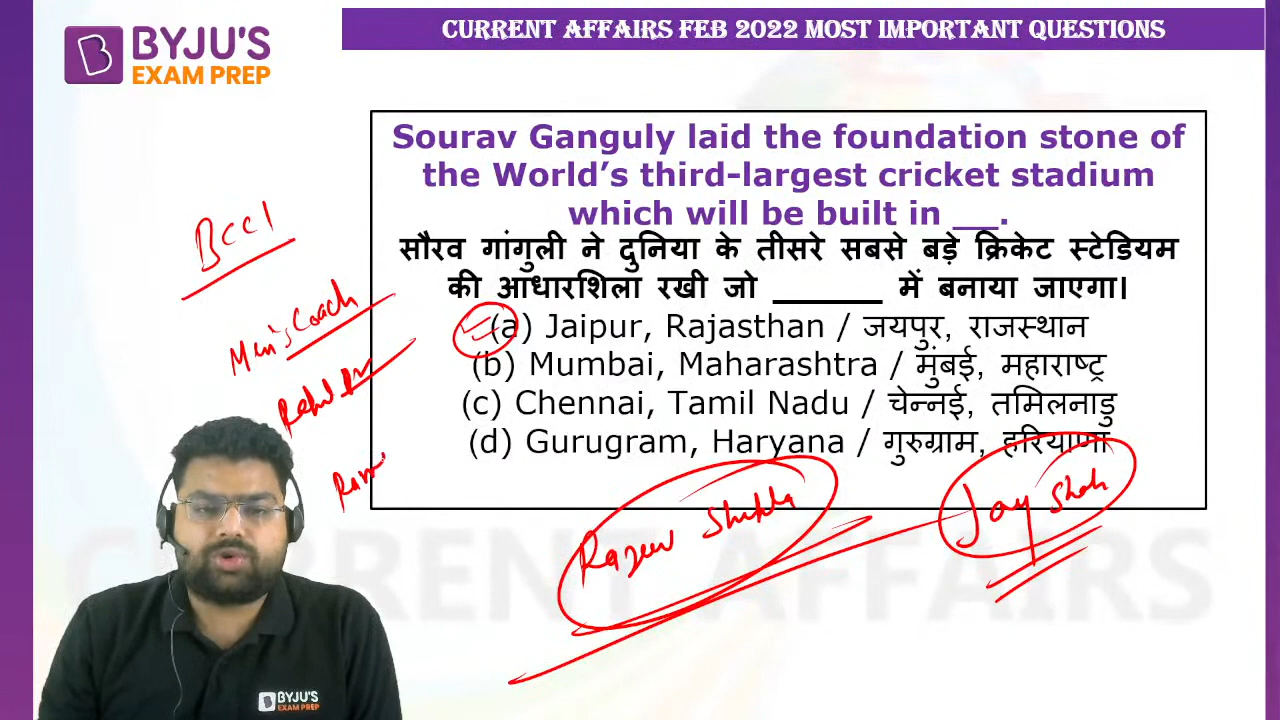 BYJU'S
EXAM PREP
CURRENT AFFAIRS FEB 2022 MOST IMPORTANT QUESTIONS
Sourav Ganguly laid the foundation stone of
the World’s third-largest cricket stadium
which will be built in __.
सौरव गांगुली ने दुनिया के तीसरे सबसे बड़े क्रिकेट स्टेडियम
की आधारशिला रखी जो ______ में बनाया जाएगा।
(a) Jaipur, Rajasthan / जयपुर, राजस्थान
(b) Mumbai, Maharashtra / मुंबई, महाराष्ट्र
(c) Chennai, Tamil Nadu / चेन्नई, तमिलनाडु
(d) Gurugram, Haryana / गुरुग्राम, हरियाणा
BCCI
Men's Coach
Rajeev Shukla
Jay Shah
CURRENT AFFAIRS
BYJU'S
EXAM PREP